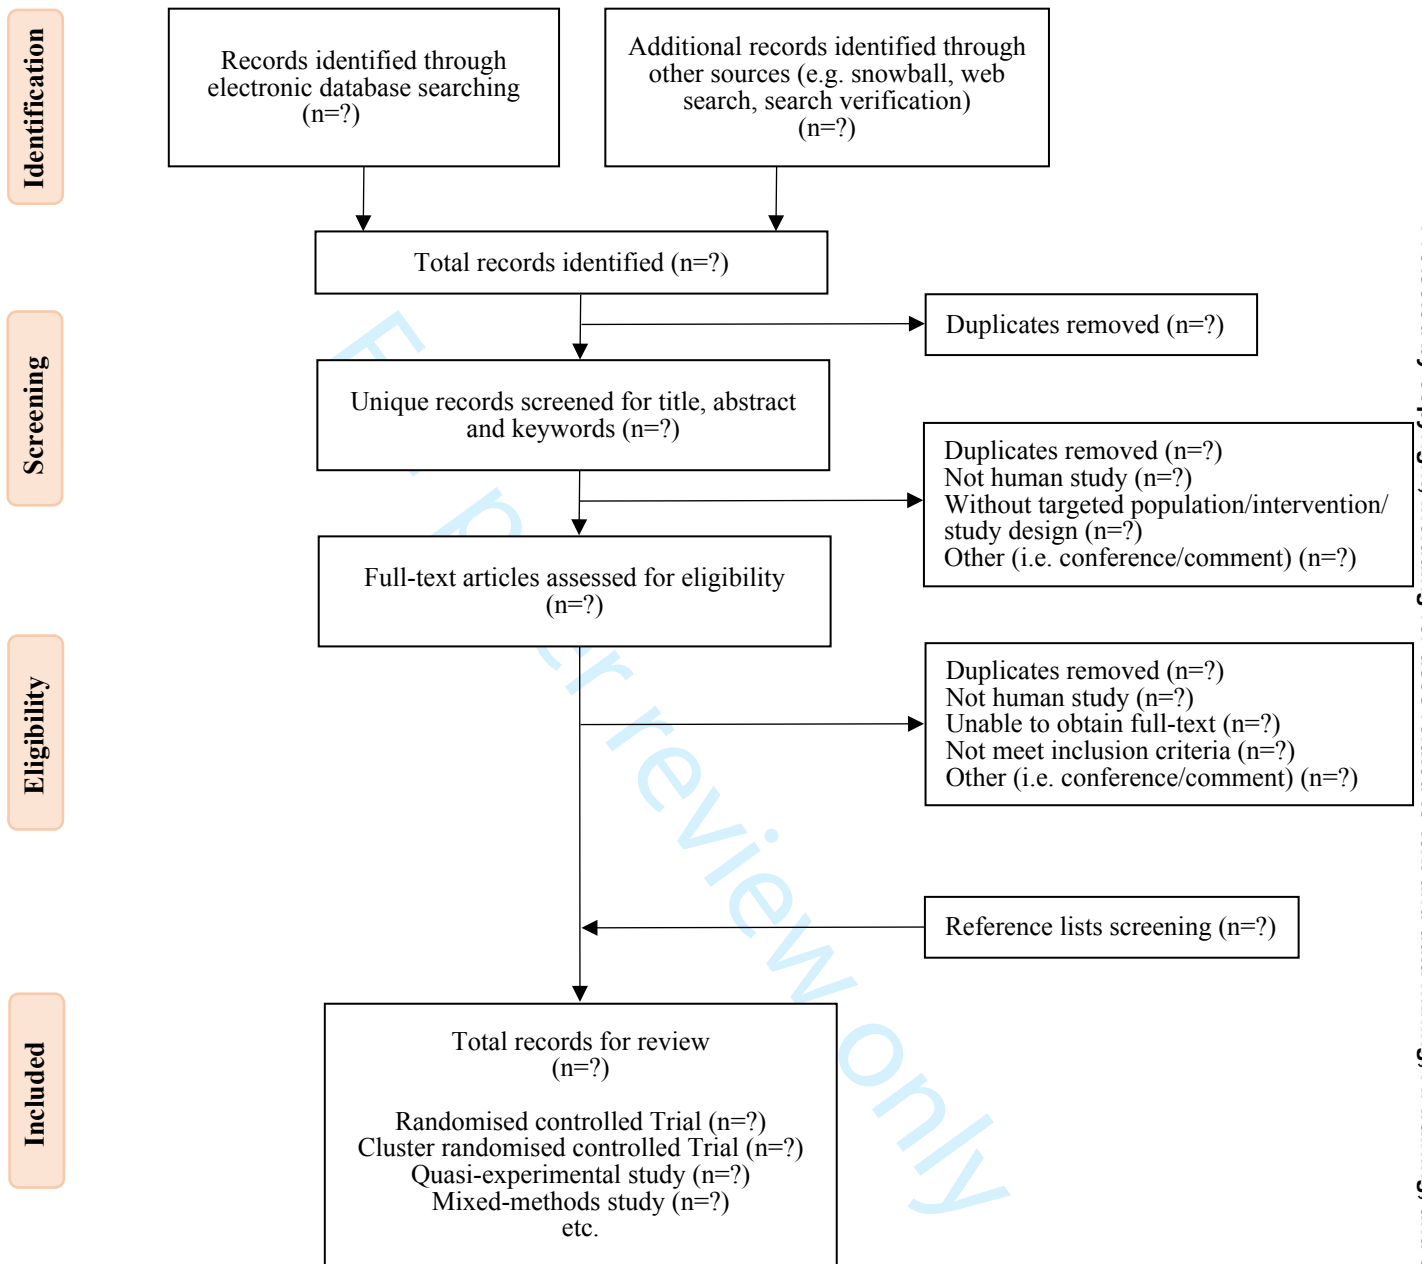 Identification
Records identified through
electronic database searching
(n=?)
Additional records identified through
other sources (e.g. snowball, web
search, search verification)
(n=?)
Total records identified (n=?)
Duplicates removed (n=?)
Screening
Unique records screened for title, abstract
and keywords (n=?)
Duplicates removed (n=?)
Not human study (n=?)
Without targeted population/intervention/
study design (n=?)
Other (i.e. conference/comment) (n=?)
Full-text articles assessed for eligibility
(n=?)
Eligibility
Duplicates removed (n=?)
Not human study (n=?)
Unable to obtain full-text (n=?)
Not meet inclusion criteria (n=?)
Other (i.e. conference/comment) (n=?)
Reference lists screening (n=?)
Included
Total records for review
(n=?)
Randomised controlled Trial (n=?)
Cluster randomised controlled Trial (n=?)
Quasi-experimental study (n=?)
Mixed-methods study (n=?)
etc.
review only